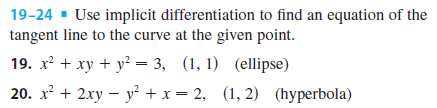 19–24 ▪ Use implicit differentiation to find an equation of the
tangent line to the curve at the given point.
19. x² + xy + y² = 3, (1, 1) (ellipse)
20. x² + 2xy − y² + x = 2, (1, 2) (hyperbola)